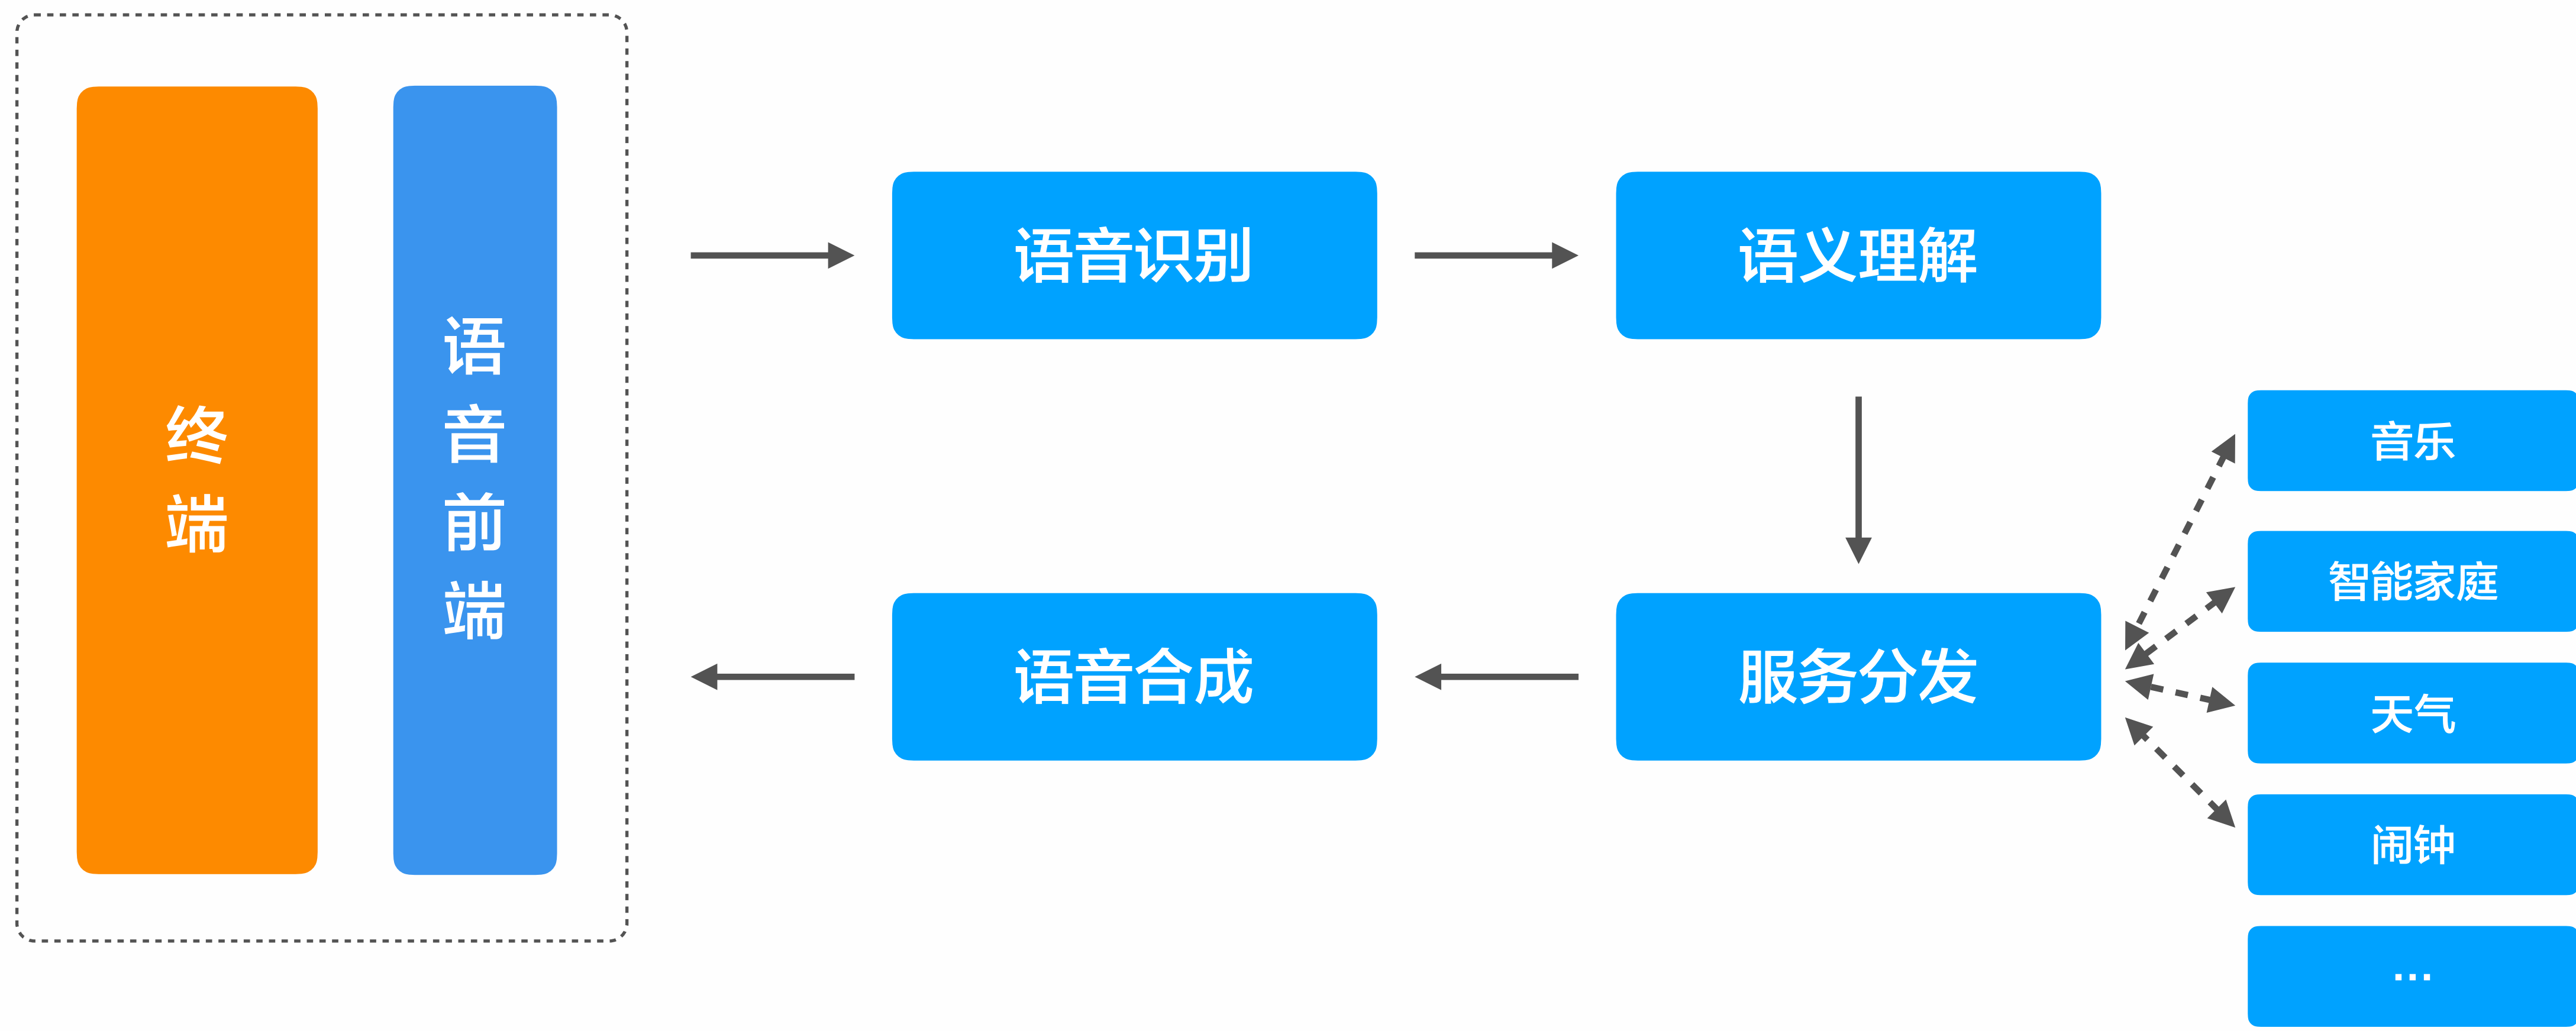 终端
语音前端
语音识别
语义理解
语音合成
服务分发
音乐
智能家庭
天气
闹钟
...